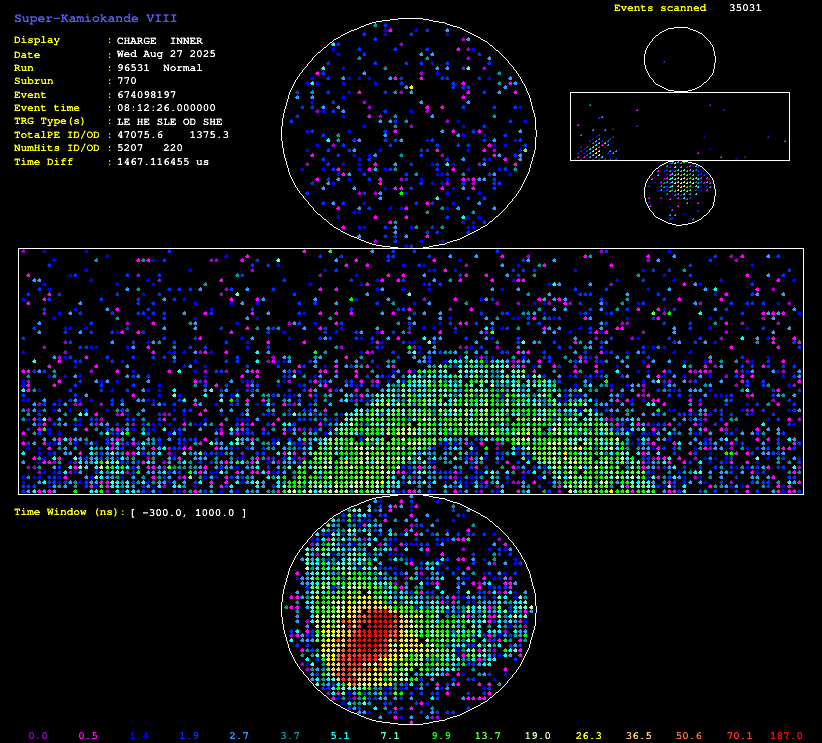 Super-Kamiokande VIII
Events scanned 35031
Display : CHARGE INNER
Date : Wed Aug 27 2025
Run : 96531 Normal
Subrun : 770
Event : 674098197
Event time : 08:12:26.000000
TRG Type(s) : LE HE SLE OD SHE
TotalPE ID/OD : 47075.6 1375.3
NumHits ID/OD : 5207 220
Time Diff : 1467.116455 us
Time Window (ns): [ -300.0, 1000.0 ]
0.0 0.5 1.4 1.9 2.7 3.7 5.1 7.1 9.9 13.7 19.0 26.3 36.5 50.6 70.1 187.0